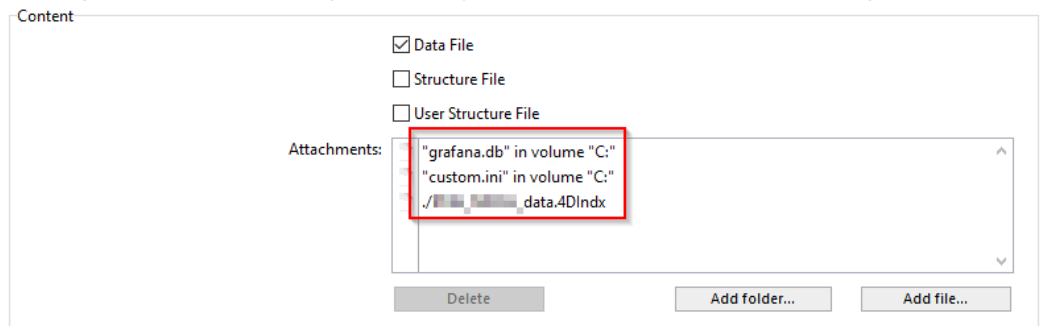 Content
Data File
Structure File
User Structure File
Attachments:
"grafana.db" in volume "C:"
"custom.ini" in volume "C:"
./ _data.4DIndx
Delete
Add folder...
Add file...